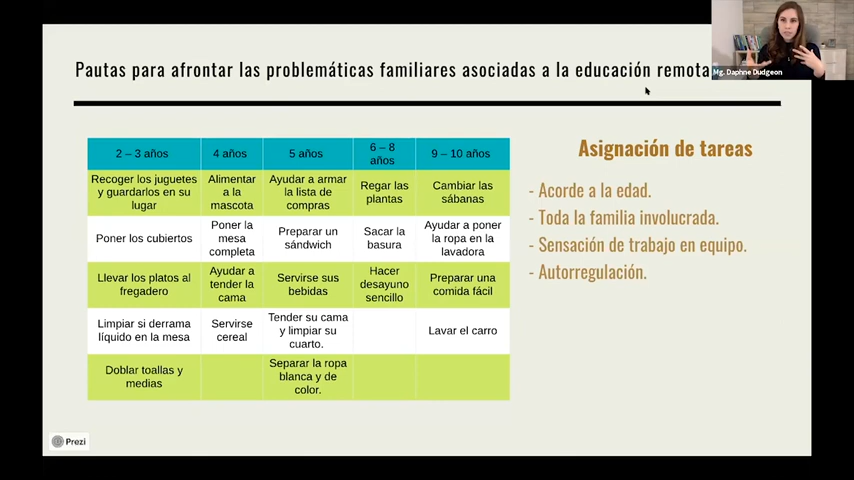 Pautas para afrontar las problemáticas familiares asociadas a la educación remota
Mg. Daphne Dudgeon
2 – 3 años
4 años
5 años
6 – 8
años
9 – 10 años
Recoger los juguetes
y guardarlos en su
lugar
Alimentar
a la
mascota
Ayudar a armar
la lista de
compras
Regar las
plantas
Cambiar las
sábanas
Poner los cubiertos
Poner la
mesa
completa
Preparar un
sándwich
Sacar la
basura
Ayudar a poner
la ropa en la
lavadora
Llevar los platos al
fregadero
Ayudar a
tender la
cama
Servirse sus
bebidas
Hacer
desayuno
sencillo
Preparar una
comida fácil
Limpiar si derrama
líquido en la mesa
Servirse
cereal
Tender su cama
y limpiar su
cuarto.
Lavar el carro
Doblar toallas y
medias
Separar la ropa
blanca y de
color.
Asignación de tareas
- Acorde a la edad.
- Toda la familia involucrada.
- Sensación de trabajo en equipo.
- Autorregulación.
Prezi